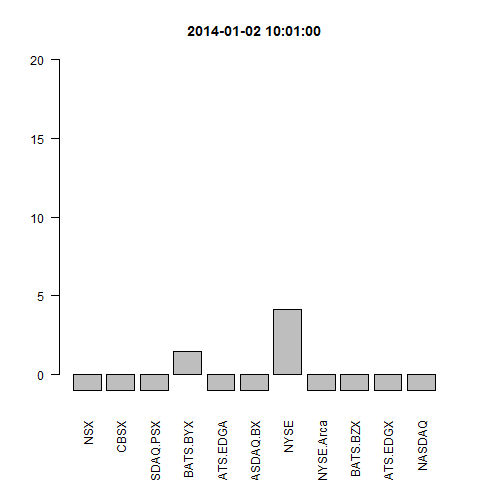 2014-01-02 10:01:00
20
15
10
5
0
NSX
CBSX
SDAQ.PSX
BATS.BYX
ATS.EDGA
ASDAQ.BX
NYSE
NYSE.Arca
BATS.BZX
ATS.EDGX
NASDAQ